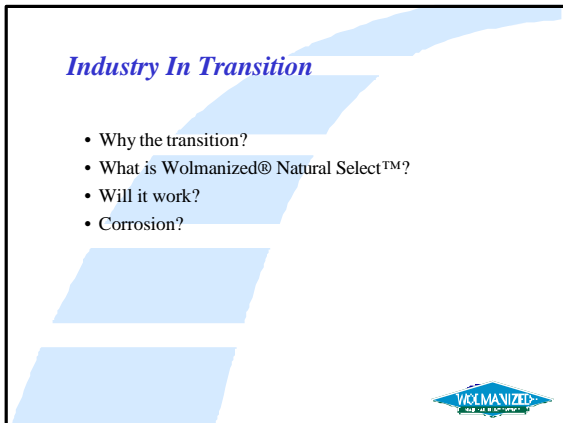 Industry In Transition
• Why the transition?
• What is Wolmanized® Natural Select™?
• Will it work?
• Corrosion?
WOLMANIZED